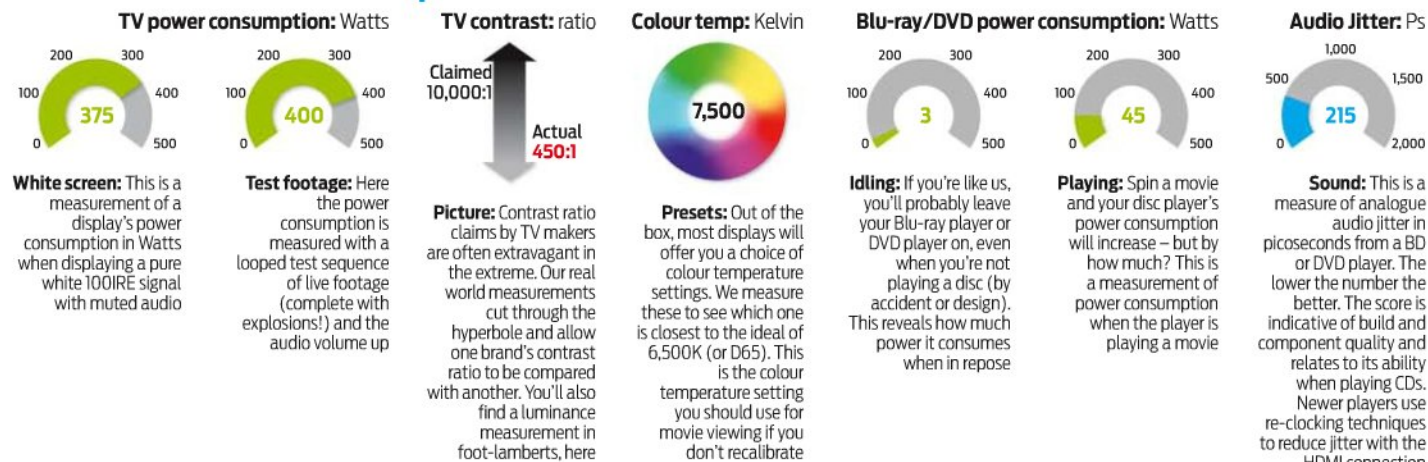 TV power consumption: Watts
200 300
100 400
375
0 500
200 300
100 400
400
0 500
White screen: This is a
measurement of a
display's power
consumption in Watts
when displaying a pure
white 100IRE signal
with muted audio
Test footage: Here
the power
consumption is
measured with a
looped test sequence
of live footage
(complete with
explosions!) and the
audio volume up
TV contrast: ratio
Claimed
10,000:1
Actual
450:1
Picture: Contrast ratio
claims by TV makers
are often extravagant in
the extreme. Our real
world measurements
cut through the
hyperbole and allow
one brand's contrast
ratio to be compared
with another. You'll also
find a luminance
measurement in
foot-lamberts, here
Colour temp: Kelvin
7,500
Presets: Out of the
box, most displays will
offer you a choice of
colour temperature
settings. We measure
these to see which one
is closest to the ideal of
6,500K (or D65). This
is the colour
temperature setting
you should use for
movie viewing if you
don't recalibrate
Blu-ray/DVD power consumption: Watts
200 300
100 400
3
0 500
200 300
100 400
45
0 500
Idling: If you're like us,
you'll probably leave
your Blu-ray player or
DVD player on, even
when you're not
playing a disc (by
accident or design).
This reveals how much
power it consumes
when in repose
Playing: Spin a movie
and your disc player's
power consumption
will increase – but by
how much? This is
a measurement of
power consumption
when the player is
playing a movie
Audio Jitter: Ps
1,000
500 1,500
215
0 2,000
Sound: This is a
measure of analogue
audio jitter in
picoseconds from a BD
or DVD player. The
lower the number the
better. The score is
indicative of build and
component quality and
relates to its ability
when playing CDs.
Newer players use
re-clocking techniques
to reduce jitter with the
HDMI connection